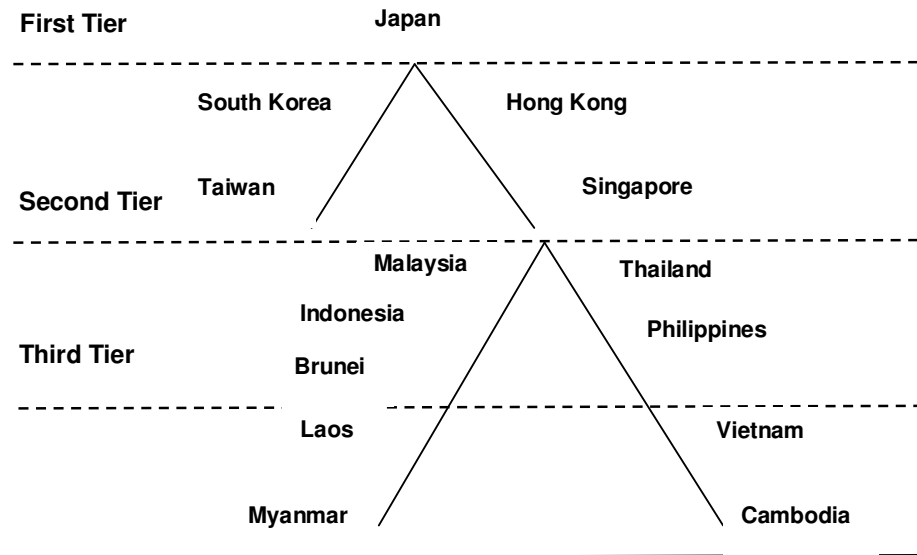 First Tier
Japan
South Korea
Hong Kong
Second Tier
Taiwan
Singapore
Malaysia
Thailand
Indonesia
Philippines
Third Tier
Brunei
Laos
Vietnam
Myanmar
Cambodia